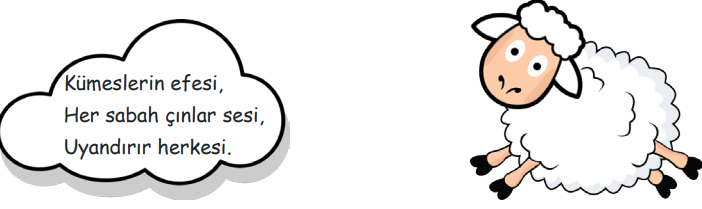 Kümeslerin efesi,
Her sabah çınlar sesi,
Uyandırır herkesi.